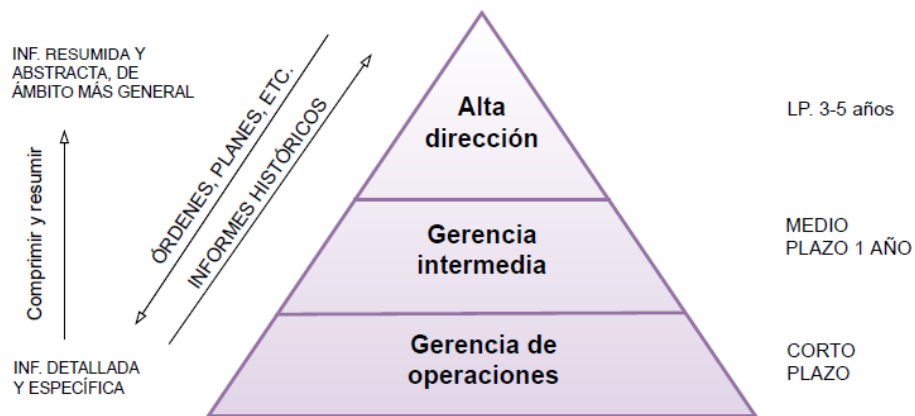 INF. RESUMIDA Y
ABSTRACTA, DE
ÁMBITO MÁS GENERAL
Comprimir y resumir
INF. DETALLADA
Y ESPECÍFICA
ÓRDENES, PLANES, ETC.
INFORMES HISTÓRICOS
Alta
dirección
LP. 3-5 años
Gerencia
intermedia
MEDIO
PLAZO 1 AÑO
Gerencia de
operaciones
CORTO
PLAZO